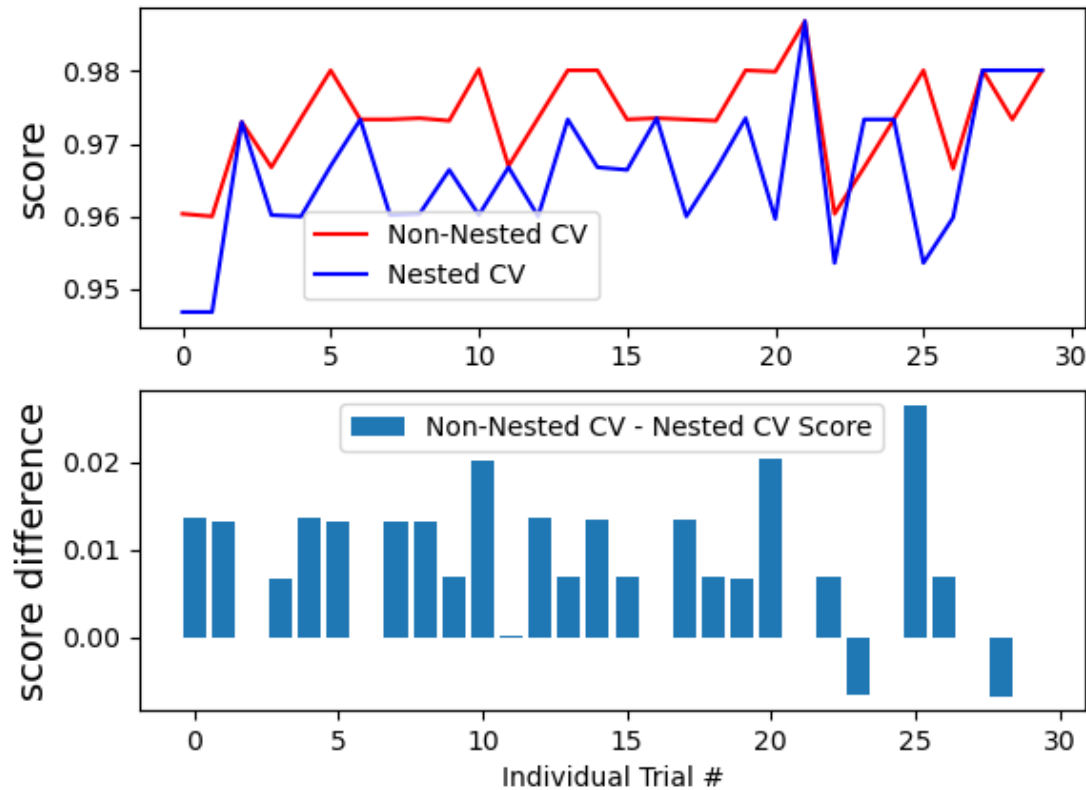 score
0.98
0.97
0.96
0.95
Non-Nested CV
Nested CV
0 5 10 15 20 25 30
score difference
0.02
0.01
0.00
Non-Nested CV - Nested CV Score
0 5 10 15 20 25 30
Individual Trial #